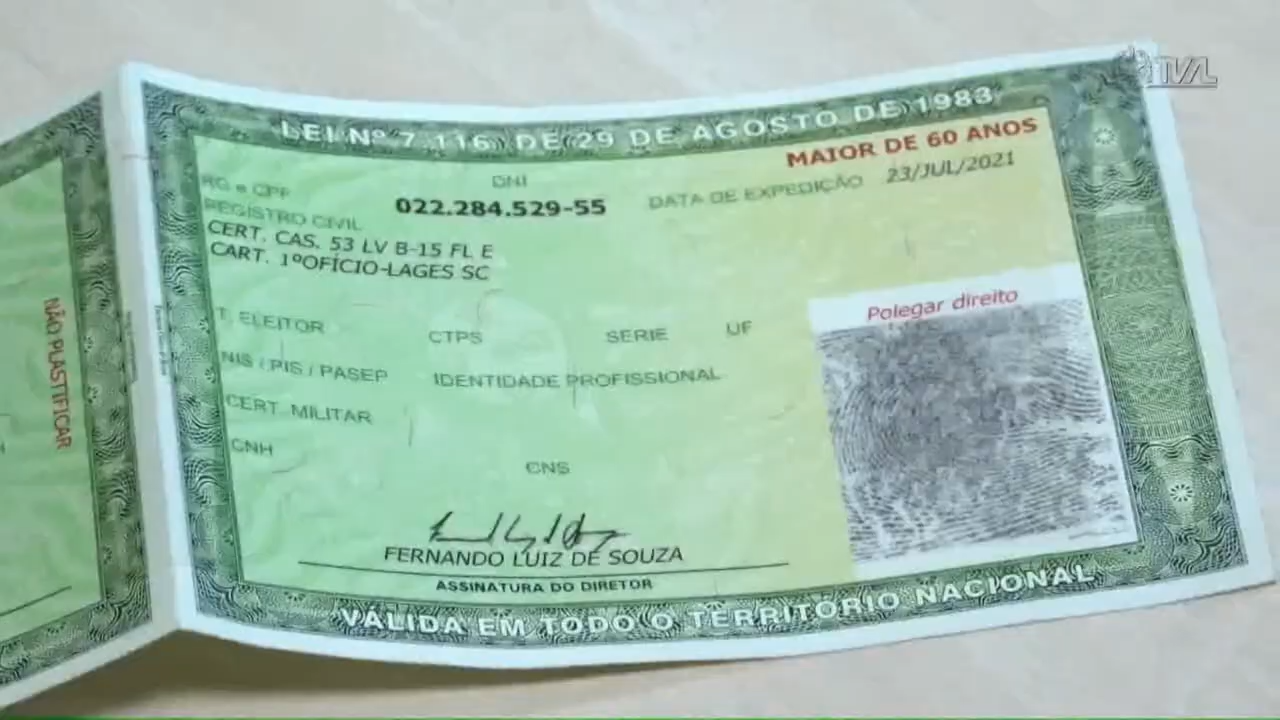 TVAL
LEI Nº 7.116 DE 29 DE AGOSTO DE 1983
MAIOR DE 60 ANOS
RG e CPF
DNI
022.284.529-55
DATA DE EXPEDIÇÃO 23/JUL/2021
REGISTRO CIVIL
CERT. CAS. 53 LV B-15 FL E
CART. 1ºOFÍCIO-LAGES SC
Polegar direito
T. ELEITOR CTPS SERIE UF
NIS / PIS / PASEP IDENTIDADE PROFISSIONAL
CERT. MILITAR
CNH CNS
FERNANDO LUIZ DE SOUZA
ASSINATURA DO DIRETOR
VÁLIDA EM TODO O TERRITÓRIO NACIONAL
NÃO PLASTIFICAR